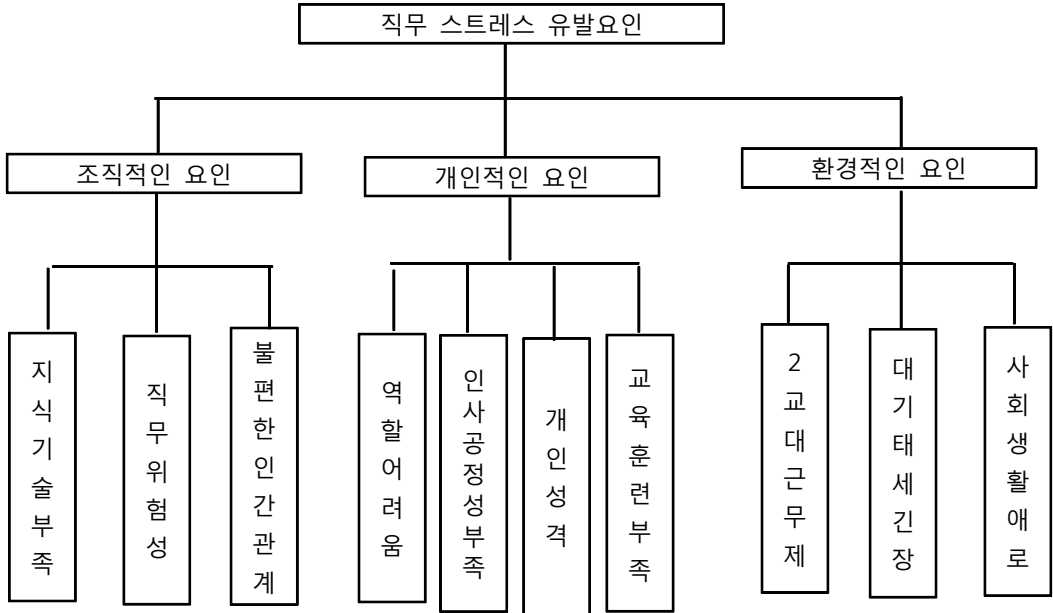 직무 스트레스 유발요인
조직적인 요인
개인적인 요인
환경적인 요인
지식기술부족
직무위험성
불편한인간관계
역할어려움
인사공정성부족
개인성격
교육훈련부족
2교대근무제
대기태세긴장
사회생활애로